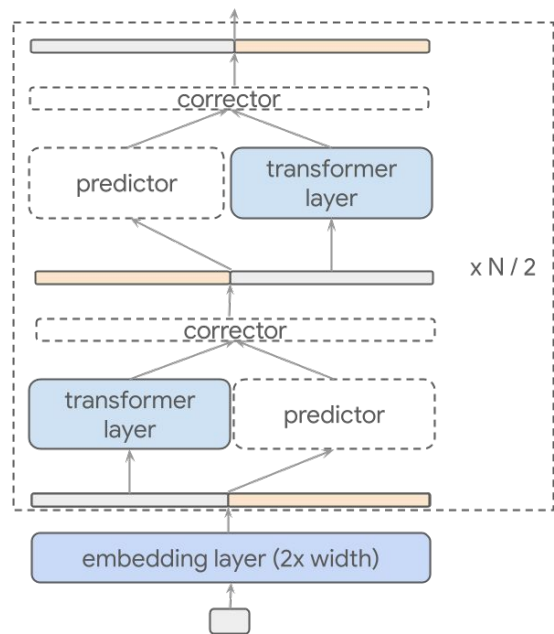 corrector
predictor
transformer
layer
x N / 2
corrector
transformer
layer
predictor
embedding layer (2x width)